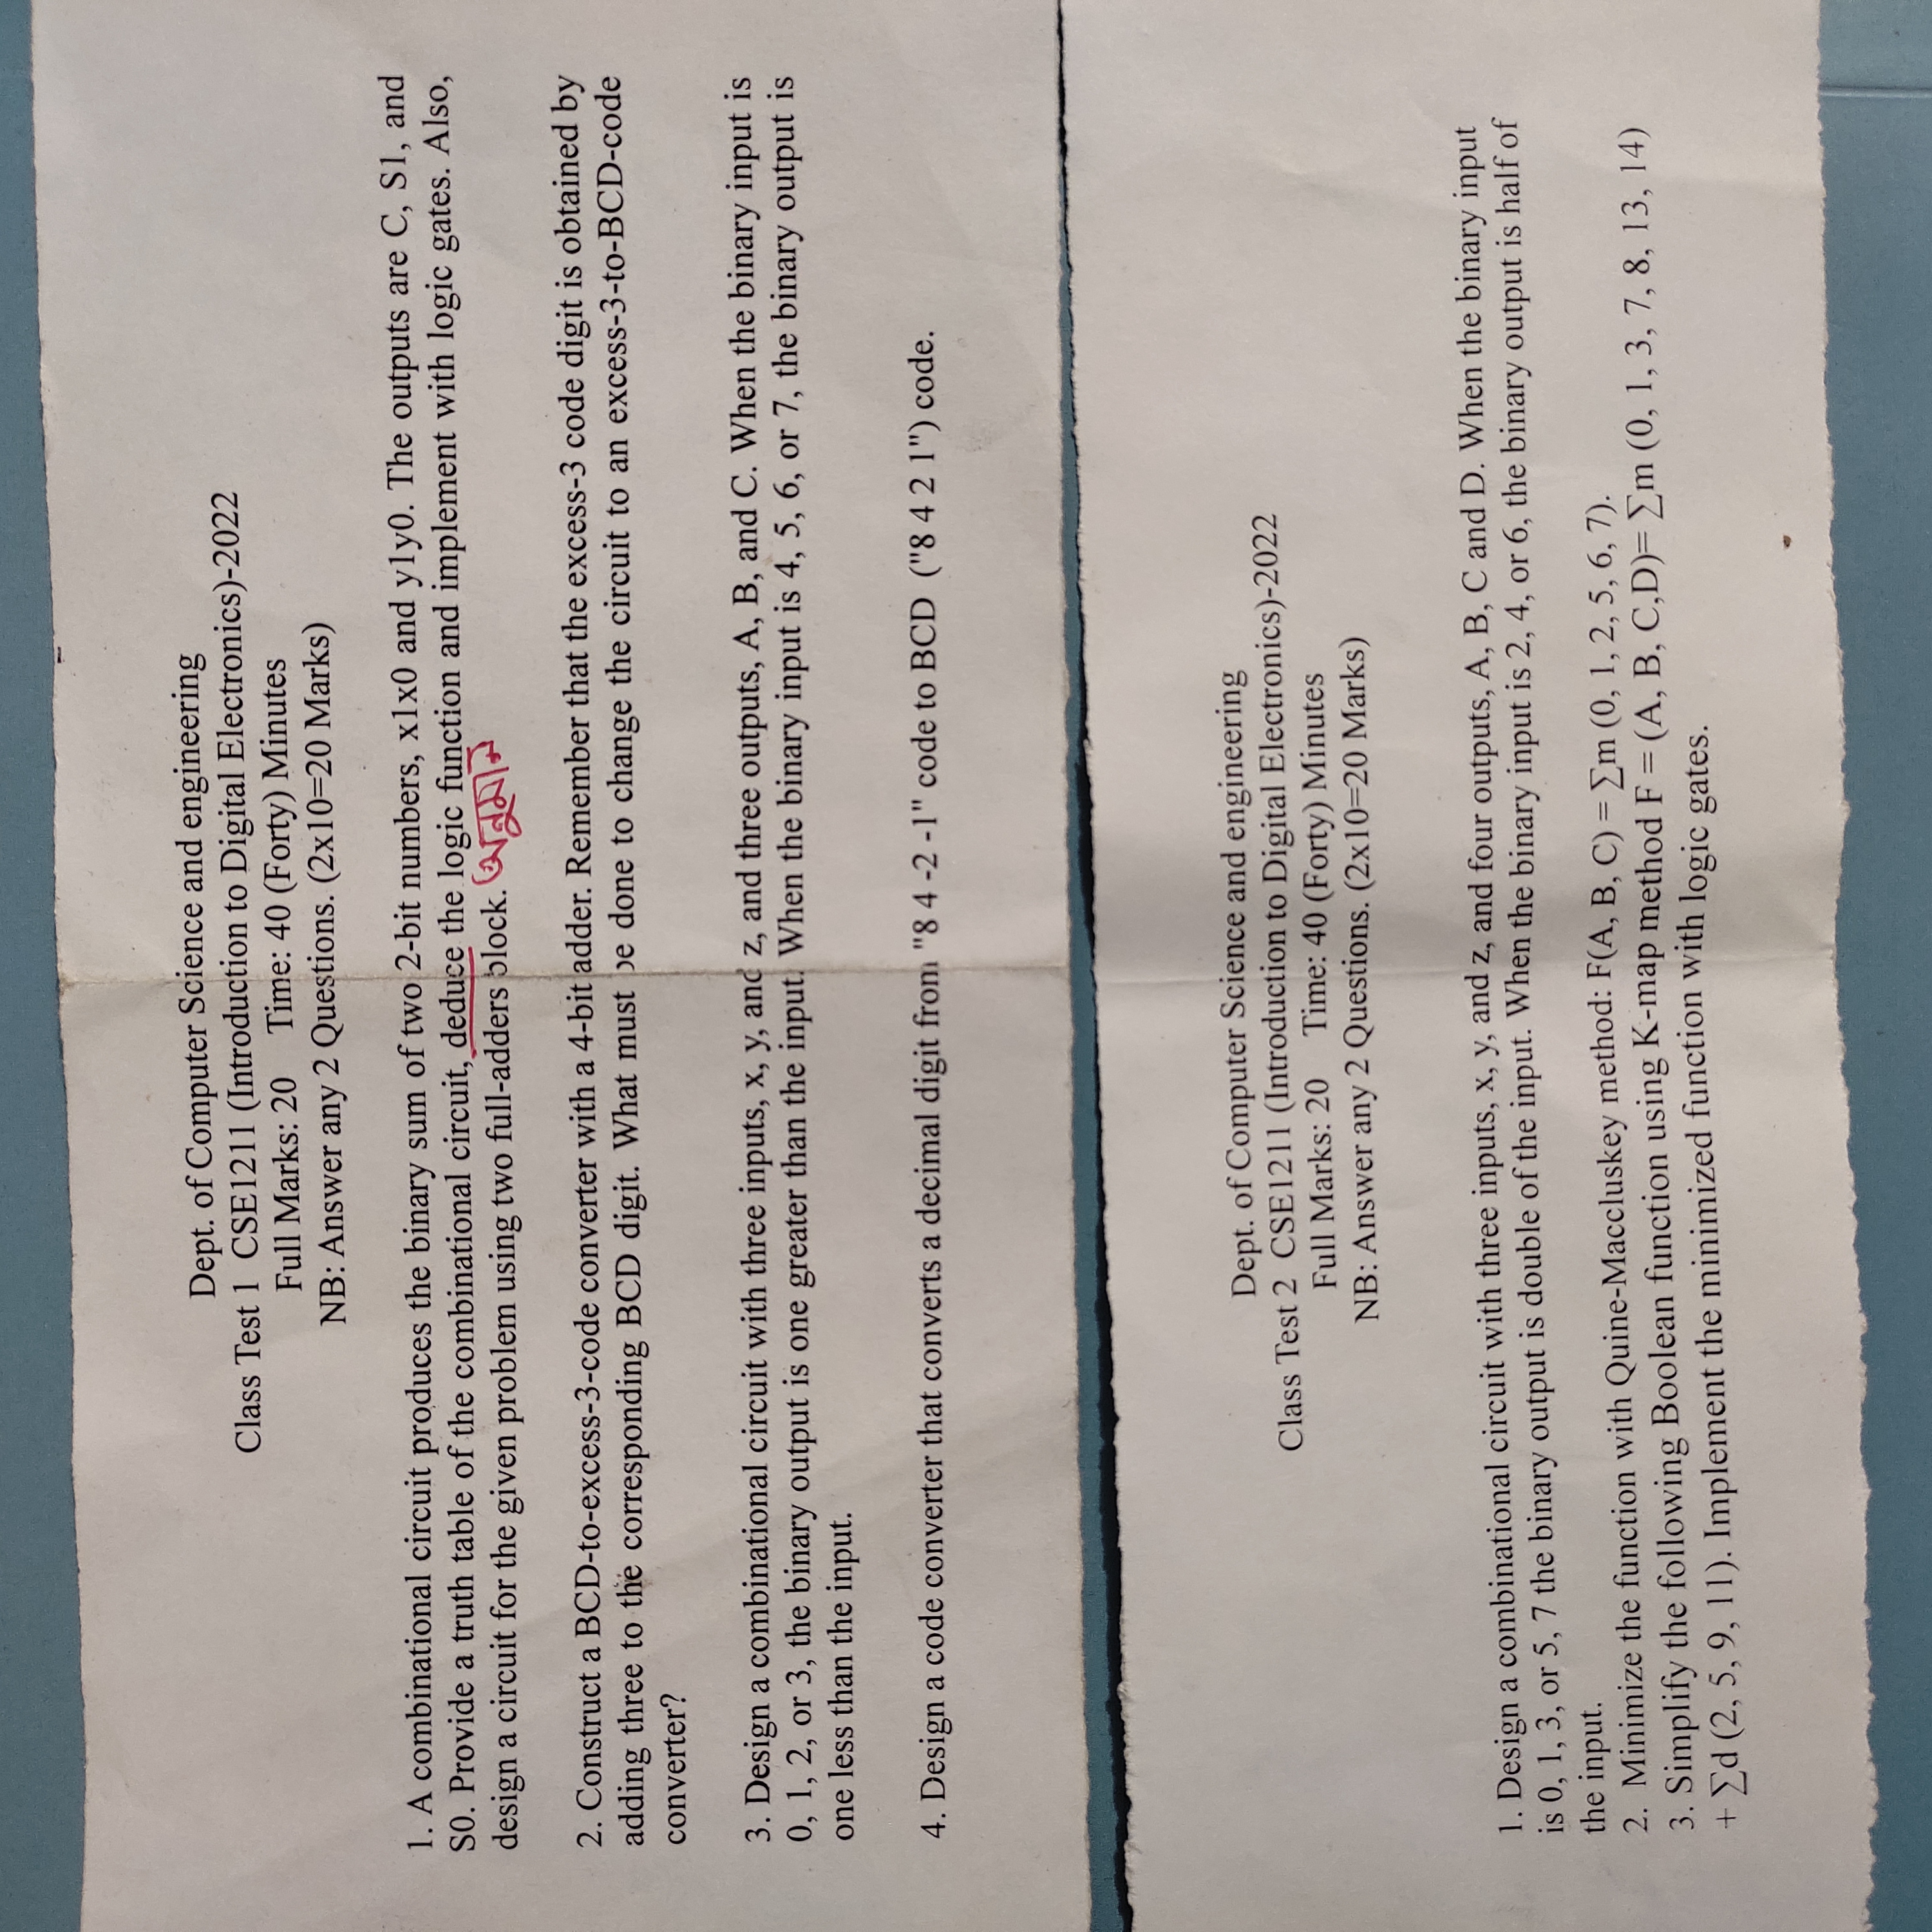 Dept. of Computer Science and engineering
Class Test 1 CSE1211 (Introduction to Digital Electronics)-2022
Full Marks: 20 Time: 40 (Forty) Minutes
NB: Answer any 2 Questions. (2x10=20 Marks)
1. A combinational circuit produces the binary sum of two 2-bit numbers, x1x0 and y1y0. The outputs are C, S1, and
S0. Provide a truth table of the combinational circuit, deduce the logic function and implement with logic gates. Also,
design a circuit for the given problem using two full-adders block. অনুমান
2. Construct a BCD-to-excess-3-code converter with a 4-bit adder. Remember that the excess-3 code digit is obtained by
adding three to the corresponding BCD digit. What must be done to change the circuit to an excess-3-to-BCD-code
converter?
3. Design a combinational circuit with three inputs, x, y, and z, and three outputs, A, B, and C. When the binary input is
0, 1, 2, or 3, the binary output is one greater than the input. When the binary input is 4, 5, 6, or 7, the binary output is
one less than the input.
4. Design a code converter that converts a decimal digit from "8 4 -2 -1" code to BCD ("8 4 2 1") code.
Dept. of Computer Science and engineering
Class Test 2 CSE1211 (Introduction to Digital Electronics)-2022
Full Marks: 20 Time: 40 (Forty) Minutes
NB: Answer any 2 Questions. (2x10=20 Marks)
1. Design a combinational circuit with three inputs, x, y, and z, and four outputs, A, B, C and D. When the binary input
is 0, 1, 3, or 5, 7 the binary output is double of the input. When the binary input is 2, 4, or 6, the binary output is half of
the input.
2. Minimize the function with Quine-Maccluskey method: F(A, B, C) = ∑m (0, 1, 2, 5, 6, 7).
3. Simplify the following Boolean function using K-map method F = (A, B, C,D)= ∑m (0, 1, 3, 7, 8, 13, 14)
+ ∑d (2, 5, 9, 11). Implement the minimized function with logic gates.